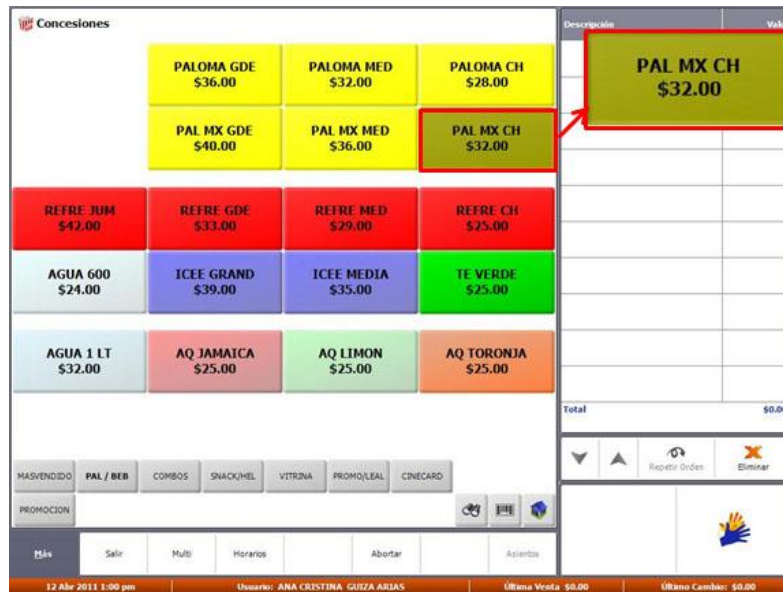 Concesiones
Descripción
Val
PALOMA GDE
$36.00
PALOMA MED
$32.00
PALOMA CH
$28.00
PAL MX CH
$32.00
PAL MX GDE
$40.00
PAL MX MED
$36.00
PAL MX CH
$32.00
REFRE JUM
$42.00
REFRE GDE
$33.00
REFRE MED
$29.00
REFRE CH
$25.00
AGUA 600
$24.00
ICEE GRAND
$39.00
ICEE MEDIA
$35.00
TE VERDE
$25.00
AGUA 1 LT
$32.00
AQ JAMAICA
$25.00
AQ LIMON
$25.00
AQ TORONJA
$25.00
Total
$0.00
MASVENDIDO
PAL / BEB
COMBOS
SNACK/HEL
VITRINA
PROMO/LEAL
CINECARD
Repetir Orden
Eliminar
PROMOCION
Más
Salir
Multi
Horarios
Abortar
Asientos
12 Abr 2011 1:00 pm
Usuario: ANA CRISTINA GUIZA ARIAS
Última Venta $0.00
Último Cambio: $0.00